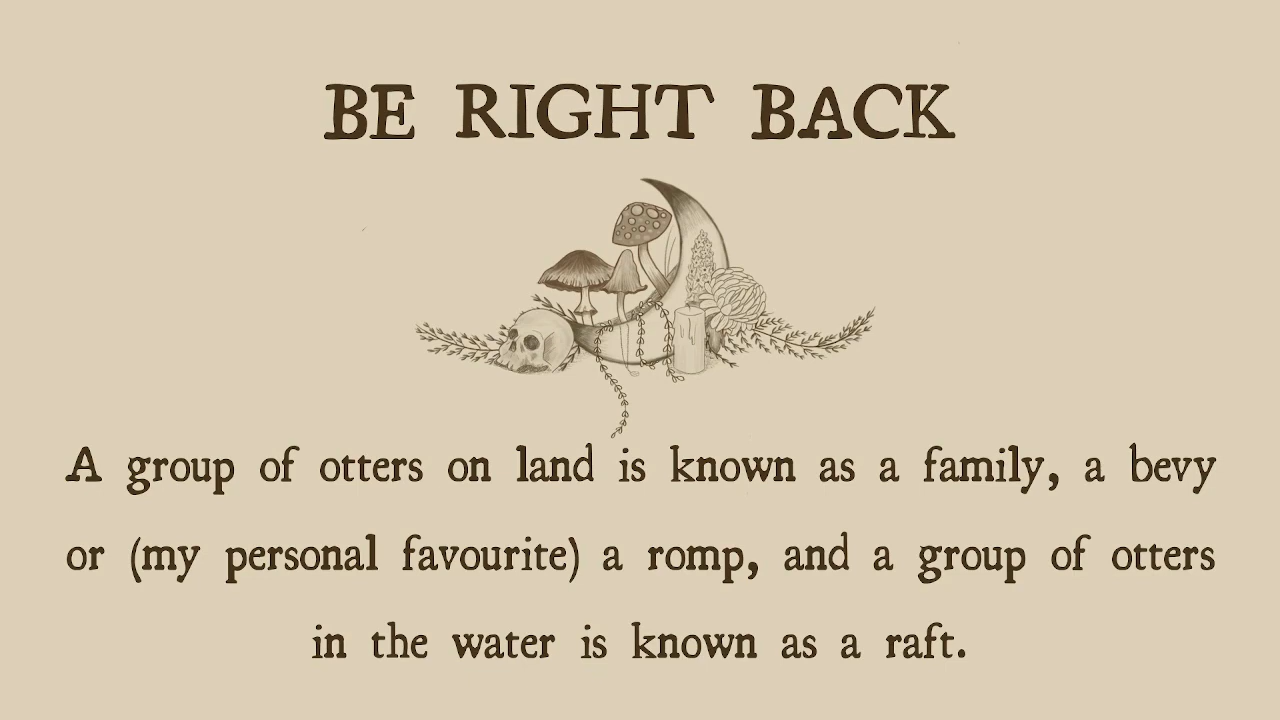 BE RIGHT BACK
A group of otters on land is known as a family, a bevy
or (my personal favourite) a romp, and a group of otters
in the water is known as a raft.